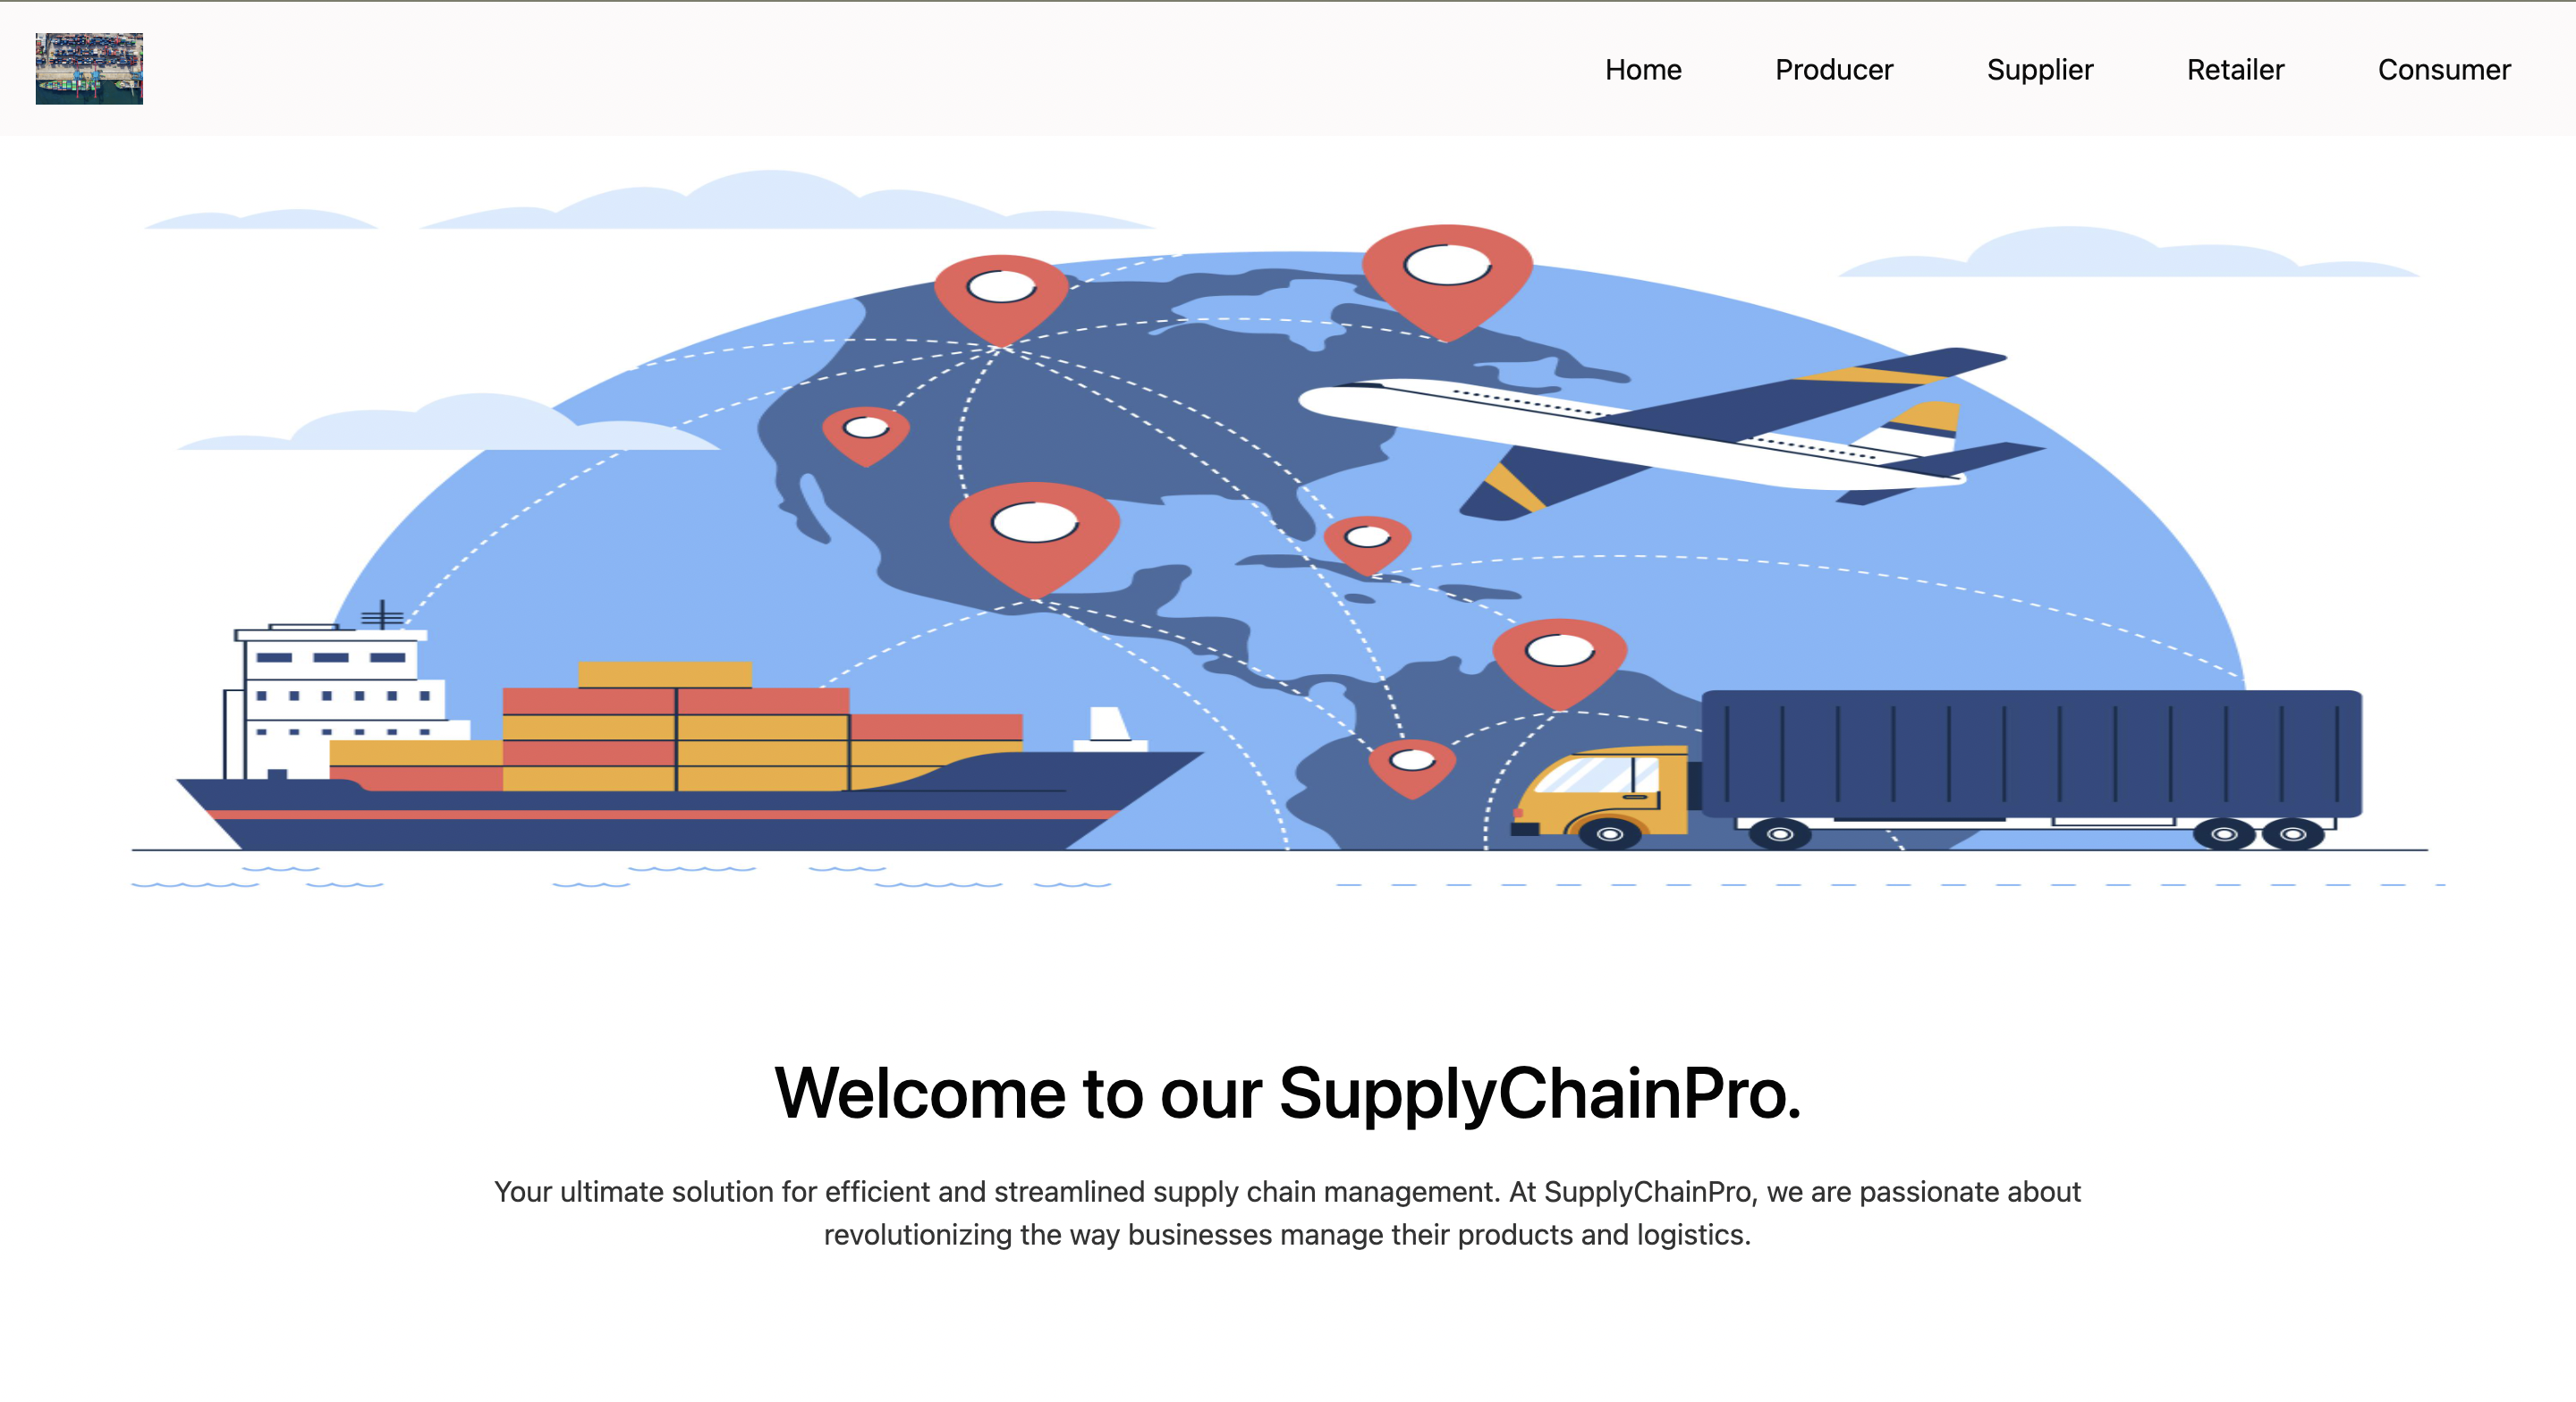 Home Producer Supplier Retailer Consumer
Welcome to our SupplyChainPro.
Your ultimate solution for efficient and streamlined supply chain management. At SupplyChainPro, we are passionate about
revolutionizing the way businesses manage their products and logistics.